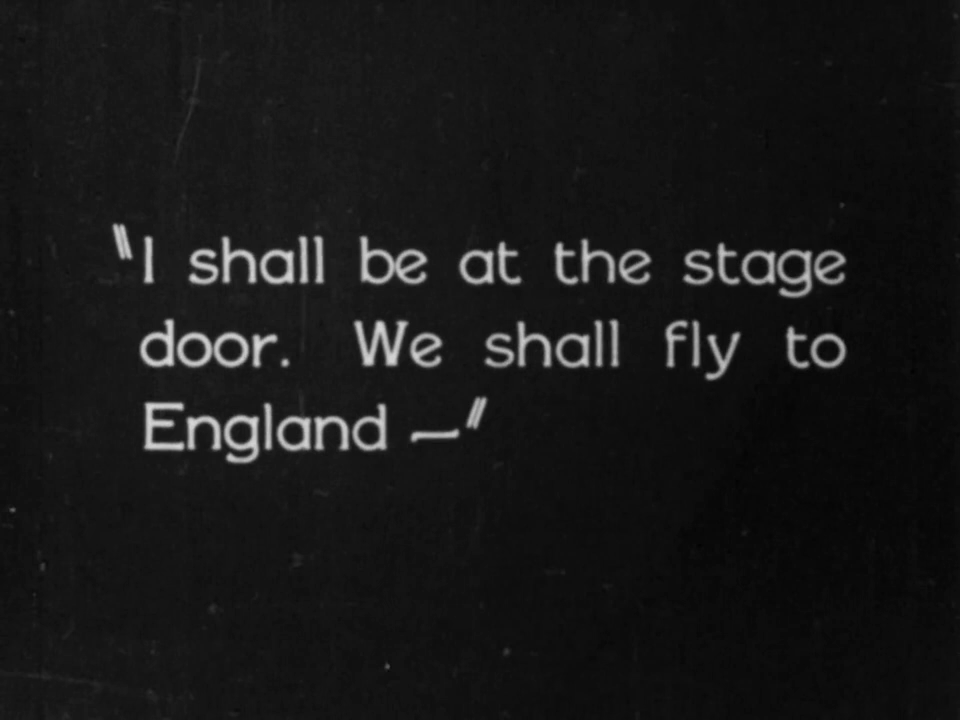 "I shall be at the stage
door. We shall fly to
England —"